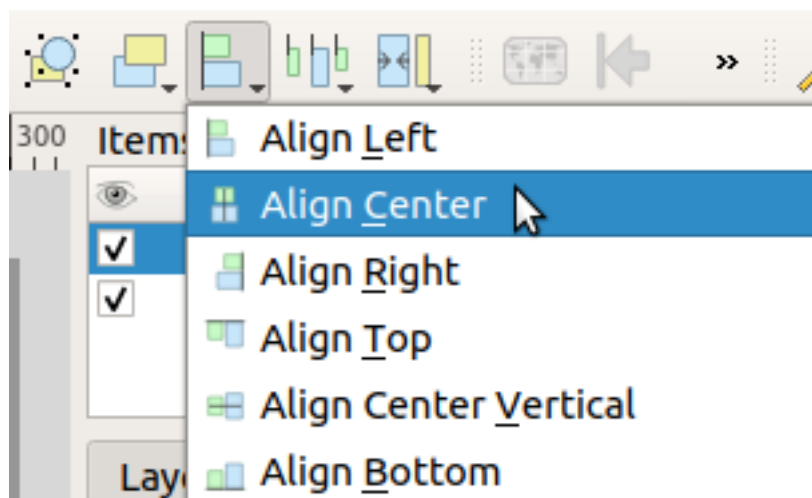 »
300
Items
Align Left
Align Center
Align Right
Align Top
Align Center Vertical
Align Bottom